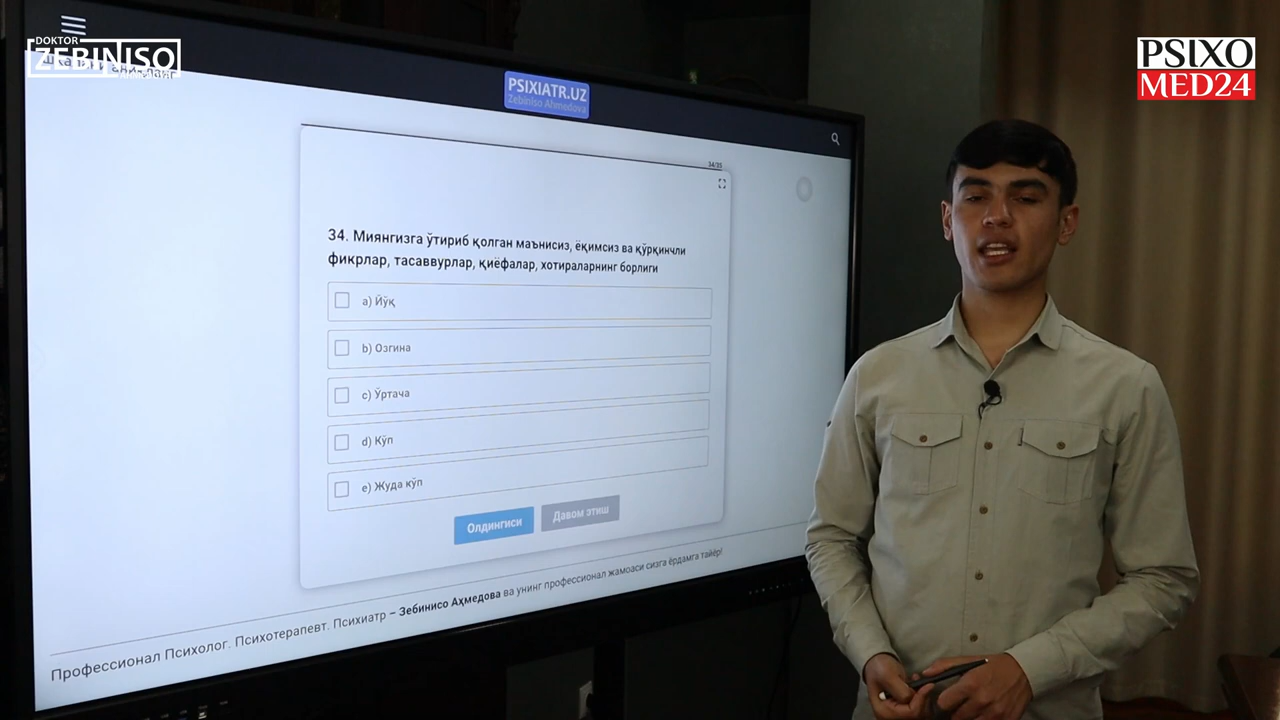 DOKTOR
ZEBINISO
PSIXIATR.UZ
Zebiniso Ahmedova
PSIXO
MED24
34/35
34. Миянгизга ўтириб қолган маънисиз, ёқимсиз ва қўрқинчли
фикрлар, тасаввурлар, қиёфалар, хотираларнинг борлиги
a) Йўқ
b) Озгина
c) Ўртача
d) Кўп
e) Жуда кўп
Олдингиси
Давом этиш
Профессионал Психолог. Психотерапевт. Психиатр – Зебинисо Аҳмедова ва унинг профессионал жамоаси сизга ёрдамга тайёр!